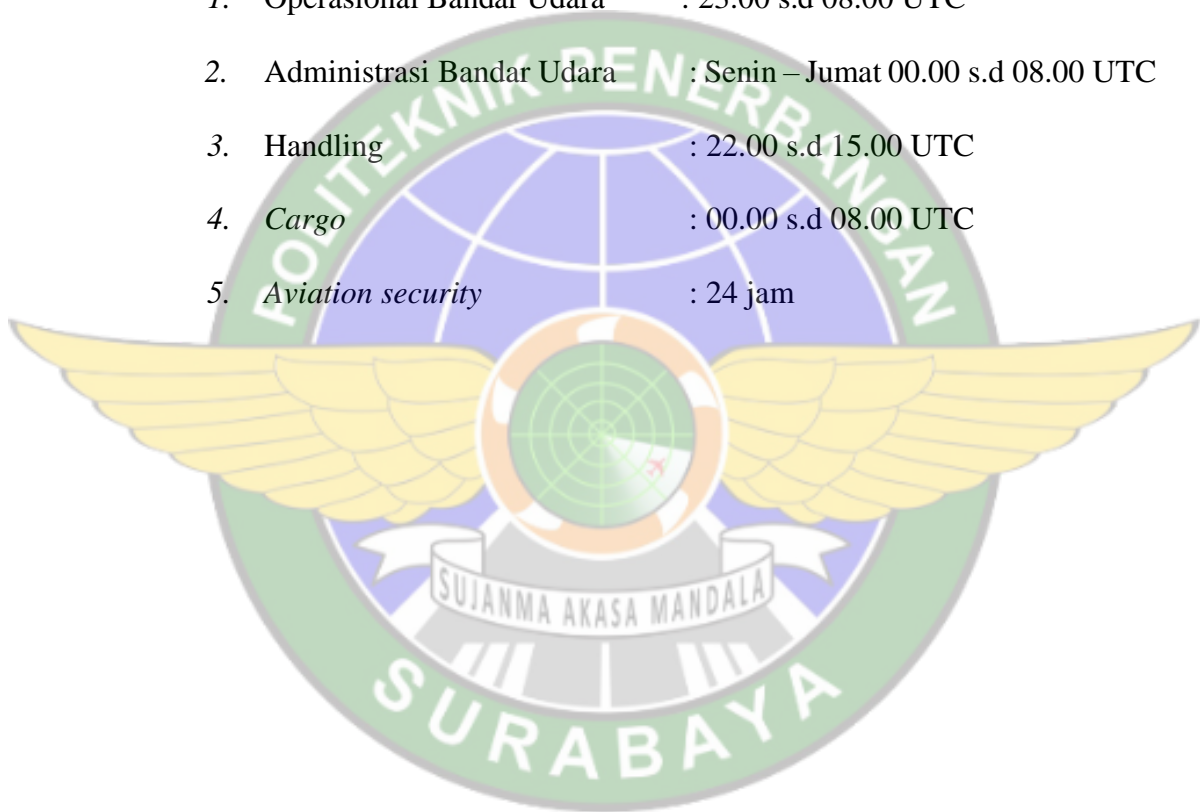 1. Operasional Bandar Udara : 23.00 s.d 08.00 UTC
2. Administrasi Bandar Udara : Senin – Jumat 00.00 s.d 08.00 UTC
3. Handling : 22.00 s.d 15.00 UTC
4. Cargo : 00.00 s.d 08.00 UTC
5. Aviation security : 24 jam
POLITEKNIK PENERBANGAN
SUJANMA AKASA MANDALA
SURABAYA